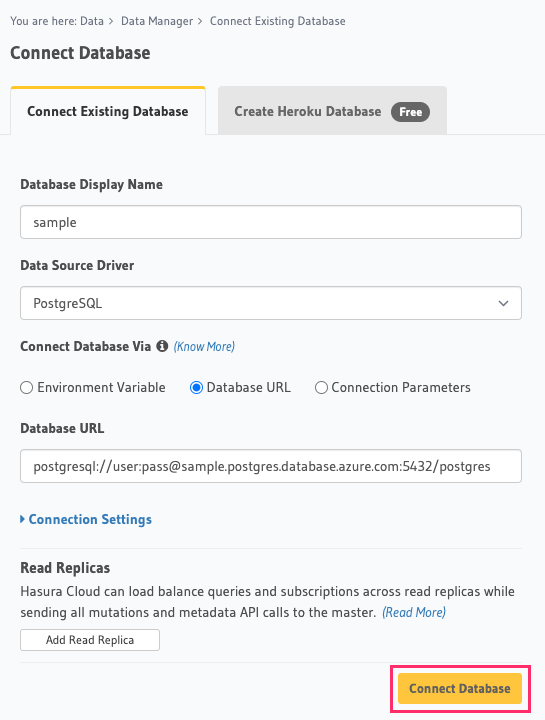 You are here: Data > Data Manager > Connect Existing Database
Connect Database
Connect Existing Database
Create Heroku Database Free
Database Display Name
sample
Data Source Driver
PostgreSQL
Connect Database Via (Know More)
Environment Variable Database URL Connection Parameters
Database URL
postgresql://user:pass@sample.postgres.database.azure.com:5432/postgres
Connection Settings
Read Replicas
Hasura Cloud can load balance queries and subscriptions across read replicas while
sending all mutations and metadata API calls to the master. (Read More)
Add Read Replica
Connect Database